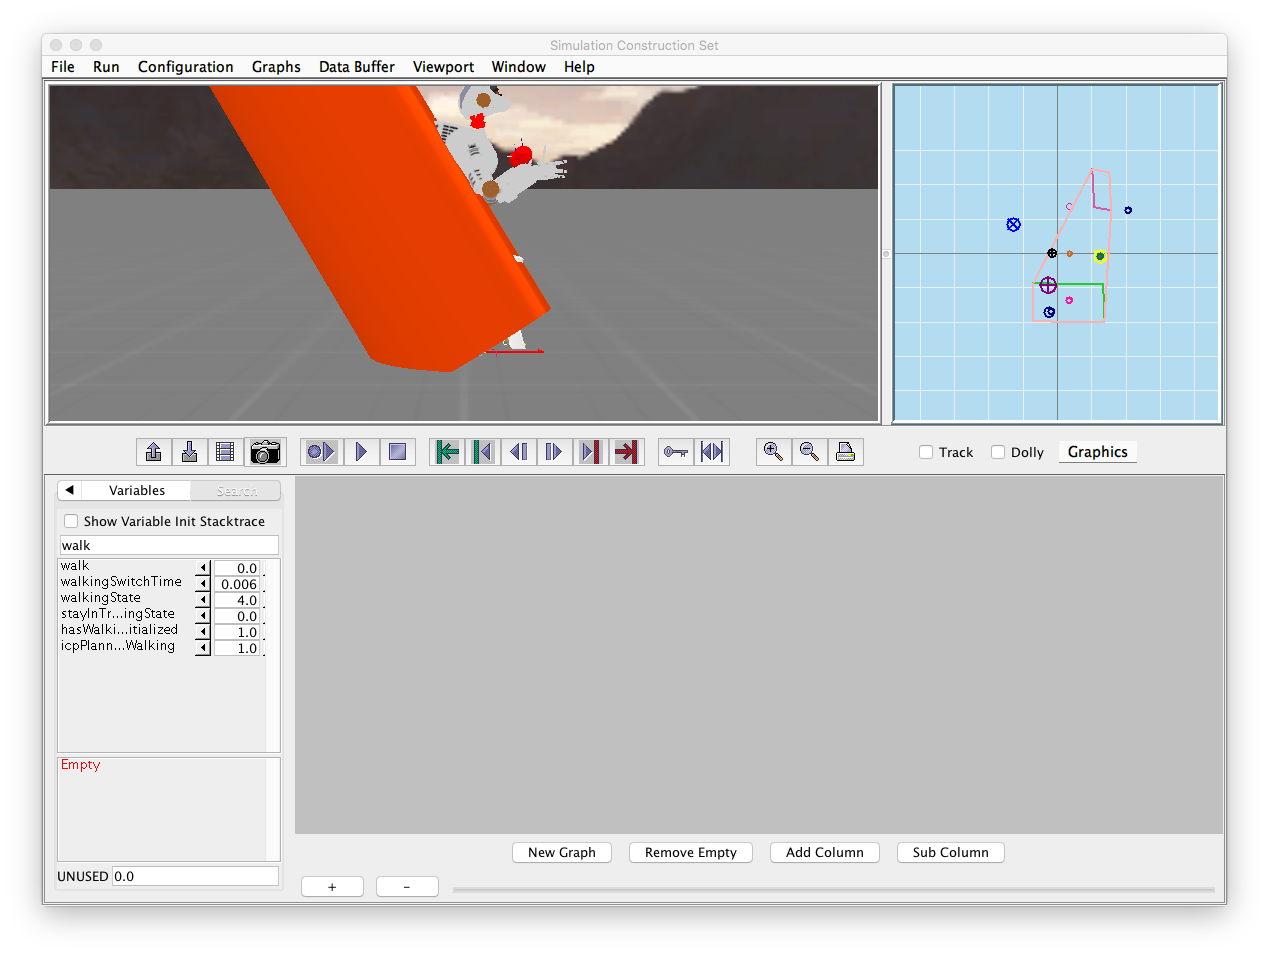 Simulation Construction Set
File Run Configuration Graphs Data Buffer Viewport Window Help
Track Dolly Graphics
Variables Search
Show Variable Init Stacktrace
walk
walk 0.0
walkingSwitchTime 0.006
walkingState 4.0
stayInTr...ingState 0.0
hasWalki...itialized 1.0
icpPlann...Walking 1.0
Empty
New Graph Remove Empty Add Column Sub Column
UNUSED 0.0
+ -